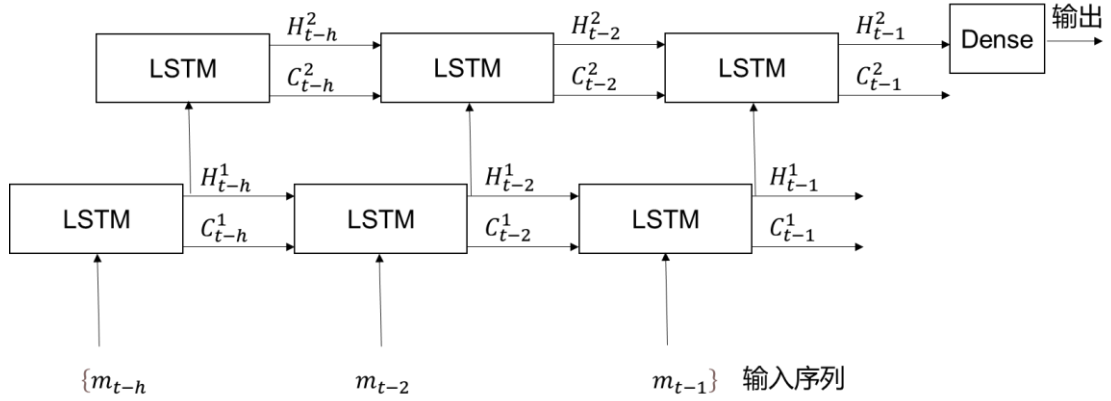 H²ₜ₋ₕ H²ₜ₋₂ H²ₜ₋₁ 输出
LSTM LSTM LSTM Dense
C²ₜ₋ₕ C²ₜ₋₂ C²ₜ₋₁
H¹ₜ₋ₕ H¹ₜ₋₂ H¹ₜ₋₁
LSTM LSTM LSTM
C¹ₜ₋ₕ C¹ₜ₋₂ C¹ₜ₋₁
{mₜ₋ₕ mₜ₋₂ mₜ₋₁} 输入序列